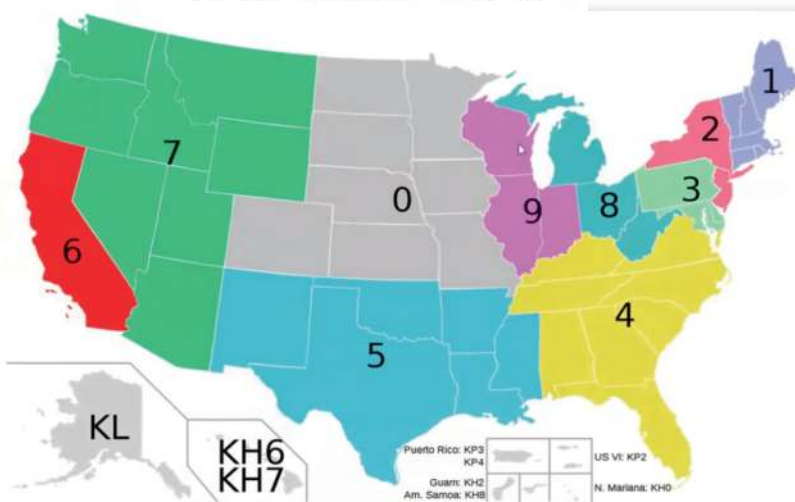 1
2
7
3
0
9
8
6
4
5
KL
KH6
KH7
Puerto Rico: KP3
KP4
US VI: KP2
Guam: KH2
Am. Samoa: KH8
N. Mariana: KH0